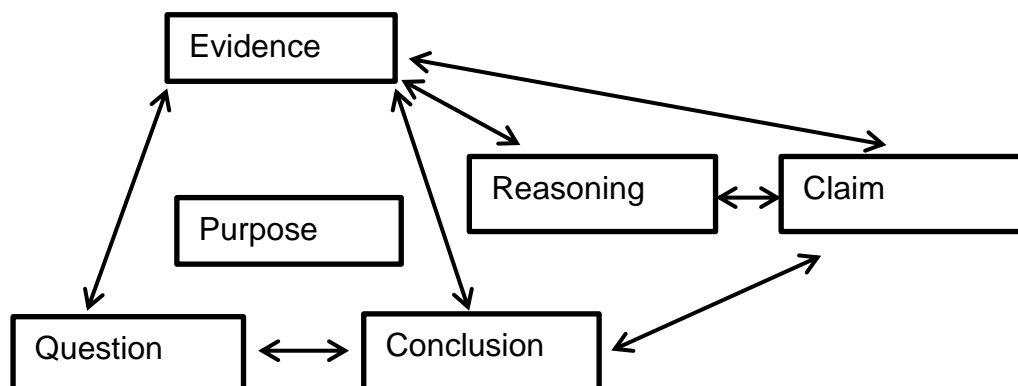 Evidence
Reasoning
Claim
Purpose
Question
Conclusion